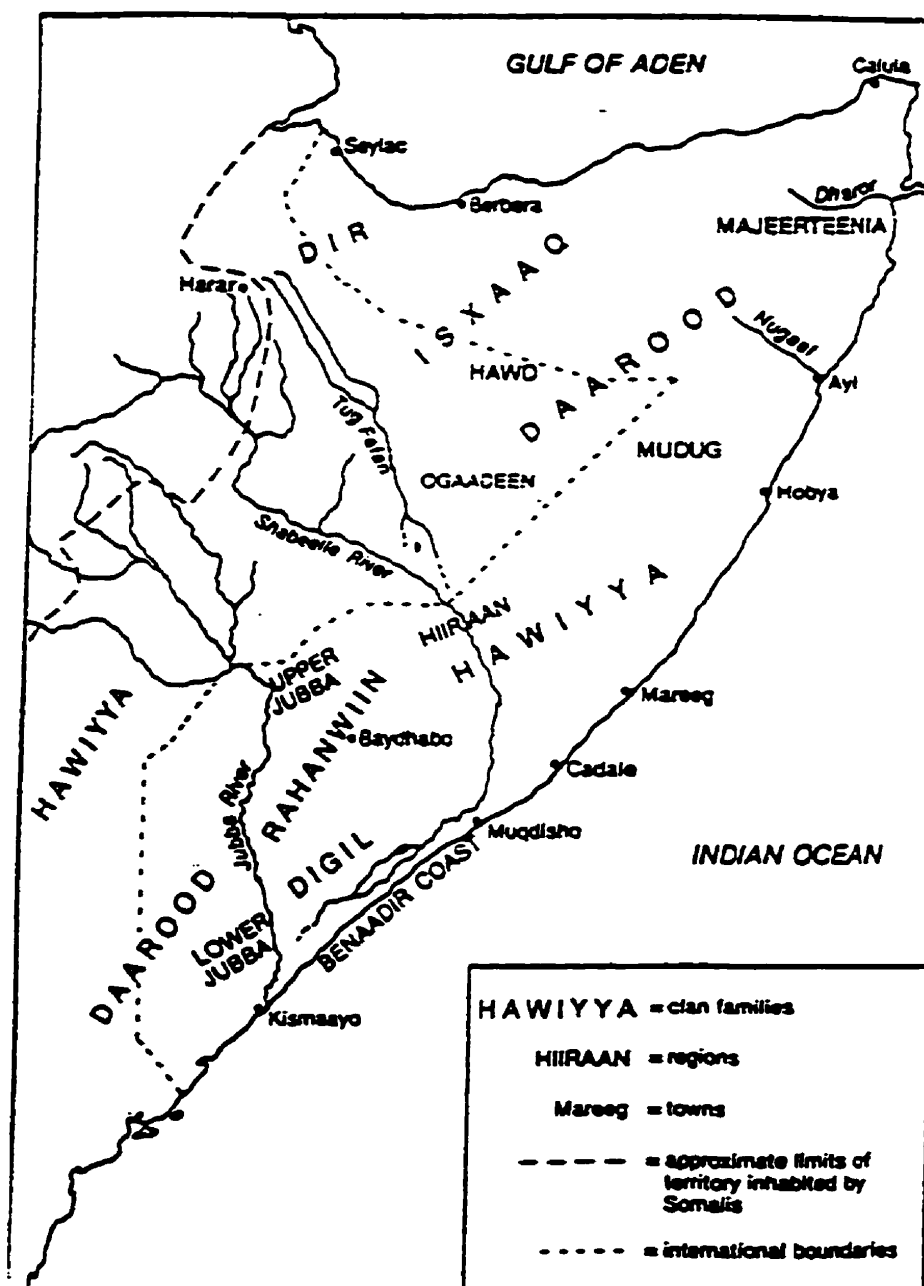 GULF OF ADEN
Calula
Seylac
Berbera
Dharor
MAJEERTEENIA
DIR
ISXAAQ
Harar
DAAROOD
Nugaal
HAWD
Ayl
Tug Fafan
OGAADEEN
MUDUG
Hobya
Shabeelle River
HIIRAAN
HAWIYYA
UPPER
JUBBA
HAWIYYA
RAHANWIIN
Baydhabo
Mareeg
Cadale
Jubba River
Muqdisho
DIGIL
INDIAN OCEAN
BENAADIR COAST
DAAROOD
LOWER
JUBBA
Kismaayo
HAWIYYA = clan families
HIIRAAN = regions
Mareeg = towns
= approximate limits of
territory inhabited by
Somalis
= international boundaries